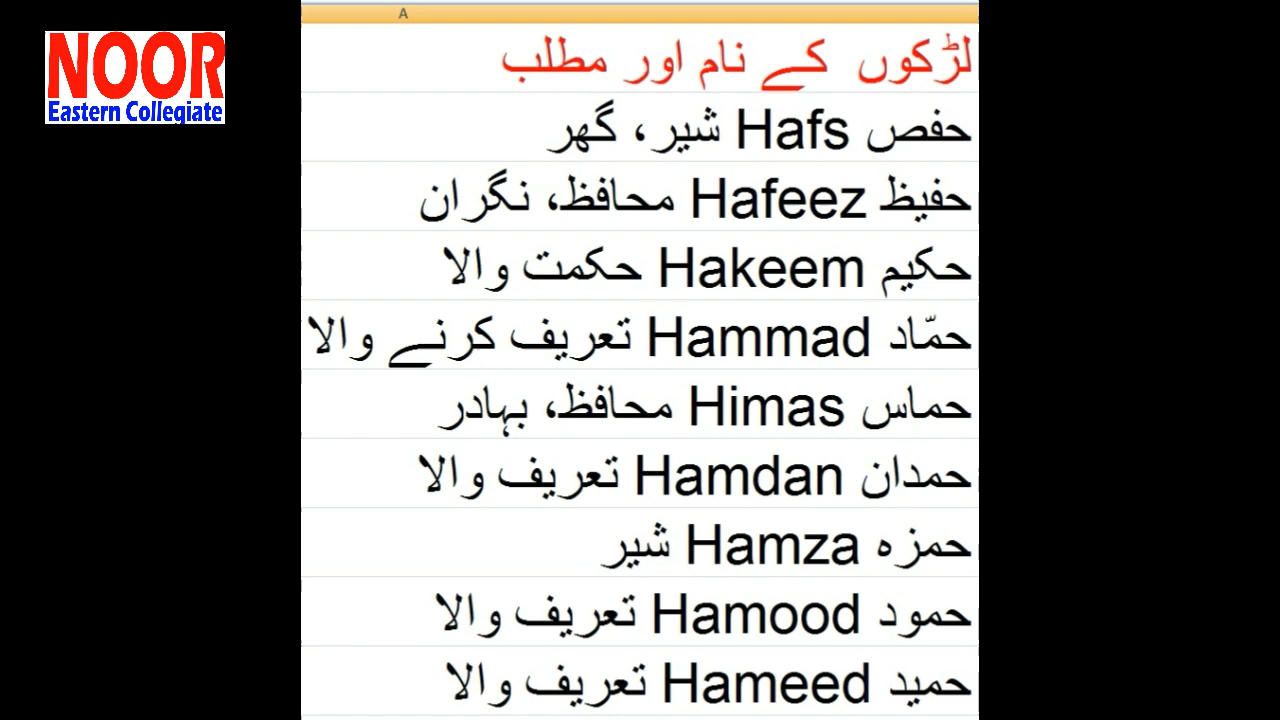 NOOR
Eastern Collegiate
A
لڑکوں کے نام اور مطلب
حفص Hafs شیر، گھر
حفیظ Hafeez محافظ، نگران
حکیم Hakeem حکمت والا
حمّاد Hammad تعریف کرنے والا
حماس Himas محافظ، بہادر
حمدان Hamdan تعریف والا
حمزہ Hamza شیر
حمود Hamood تعریف والا
حمید Hameed تعریف والا